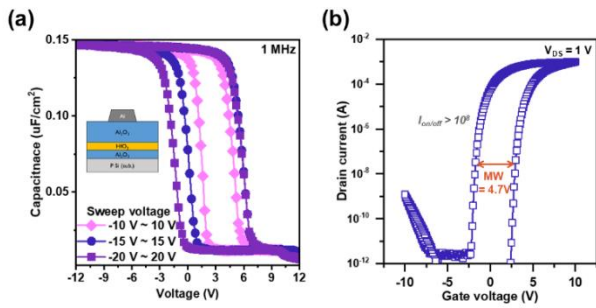 (a)
1 MHz
Capacitnace (uF/cm²)
0.15
0.10
0.05
Al
Al₂O₃
HfO₂
Al₂O₃
P Si (sub.)
Sweep voltage
-10 V ~ 10 V
-15 V ~ 15 V
-20 V ~ 20 V
-12 -9 -6 -3 0 3 6 9 12
Voltage (V)
(b)
V_DS = 1 V
Drain current (A)
10⁻²
10⁻⁴
10⁻⁶
10⁻⁸
10⁻¹⁰
10⁻¹²
I_on/off > 10⁸
MW
= 4.7V
-10 -5 0 5 10
Gate voltage (V)